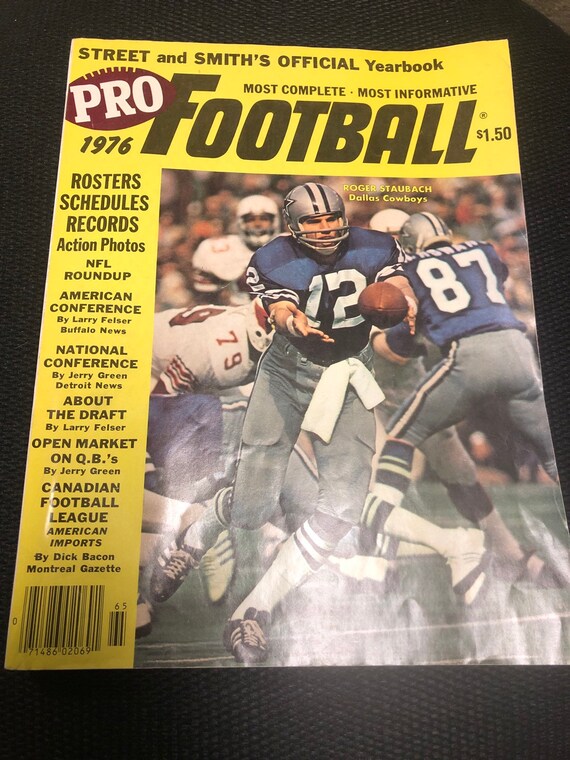 STREET and SMITH'S OFFICIAL Yearbook
PRO
MOST COMPLETE · MOST INFORMATIVE
FOOTBALL®
1976
$1.50
ROSTERS
SCHEDULES
RECORDS
Action Photos
NFL
ROUNDUP
AMERICAN
CONFERENCE
By Larry Felser
Buffalo News
NATIONAL
CONFERENCE
By Jerry Green
Detroit News
ABOUT
THE DRAFT
By Larry Felser
OPEN MARKET
ON Q.B.'s
By Jerry Green
CANADIAN
FOOTBALL
LEAGUE
AMERICAN
IMPORTS
By Dick Bacon
Montreal Gazette
ROGER STAUBACH
Dallas Cowboys
12
87
79
65
0
71486 02069